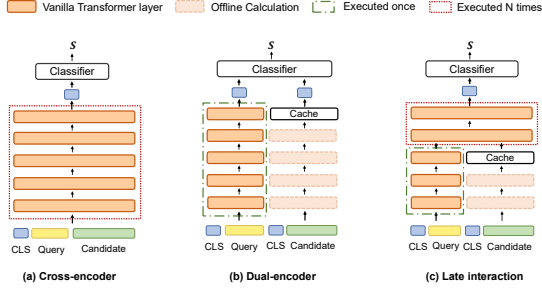 Vanilla Transformer layer Offline Calculation Executed once Executed N times
s
Classifier
CLS Query Candidate
(a) Cross-encoder
s
Classifier
Cache
CLS Query CLS Candidate
(b) Dual-encoder
s
Classifier
Cache
CLS Query CLS Candidate
(c) Late interaction